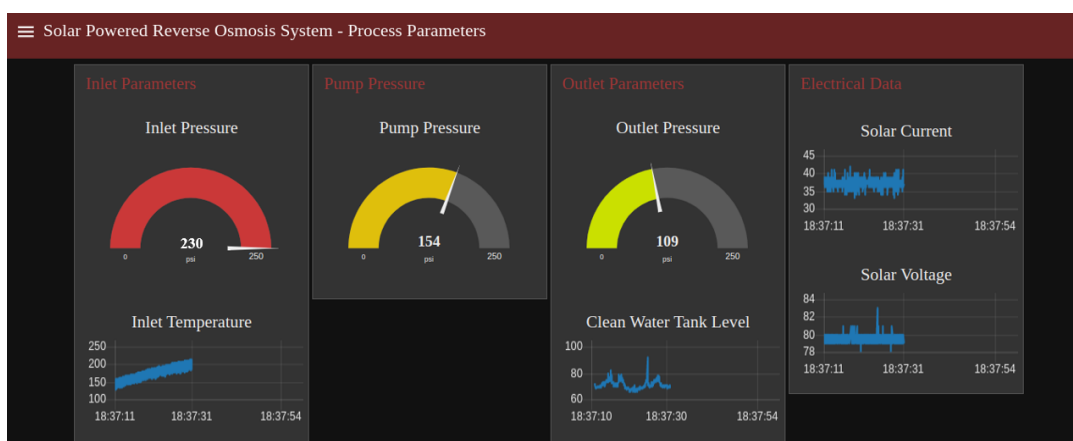 Solar Powered Reverse Osmosis System - Process Parameters
Inlet Parameters
Inlet Pressure
230
0
psi
250
Inlet Temperature
250
200
150
100
18:37:11
18:37:31
18:37:54
Pump Pressure
Pump Pressure
154
0
psi
250
Outlet Parameters
Outlet Pressure
109
0
psi
250
Clean Water Tank Level
100
80
60
18:37:10
18:37:30
18:37:54
Electrical Data
Solar Current
45
40
35
30
18:37:11
18:37:31
18:37:54
Solar Voltage
84
82
80
78
18:37:11
18:37:31
18:37:54